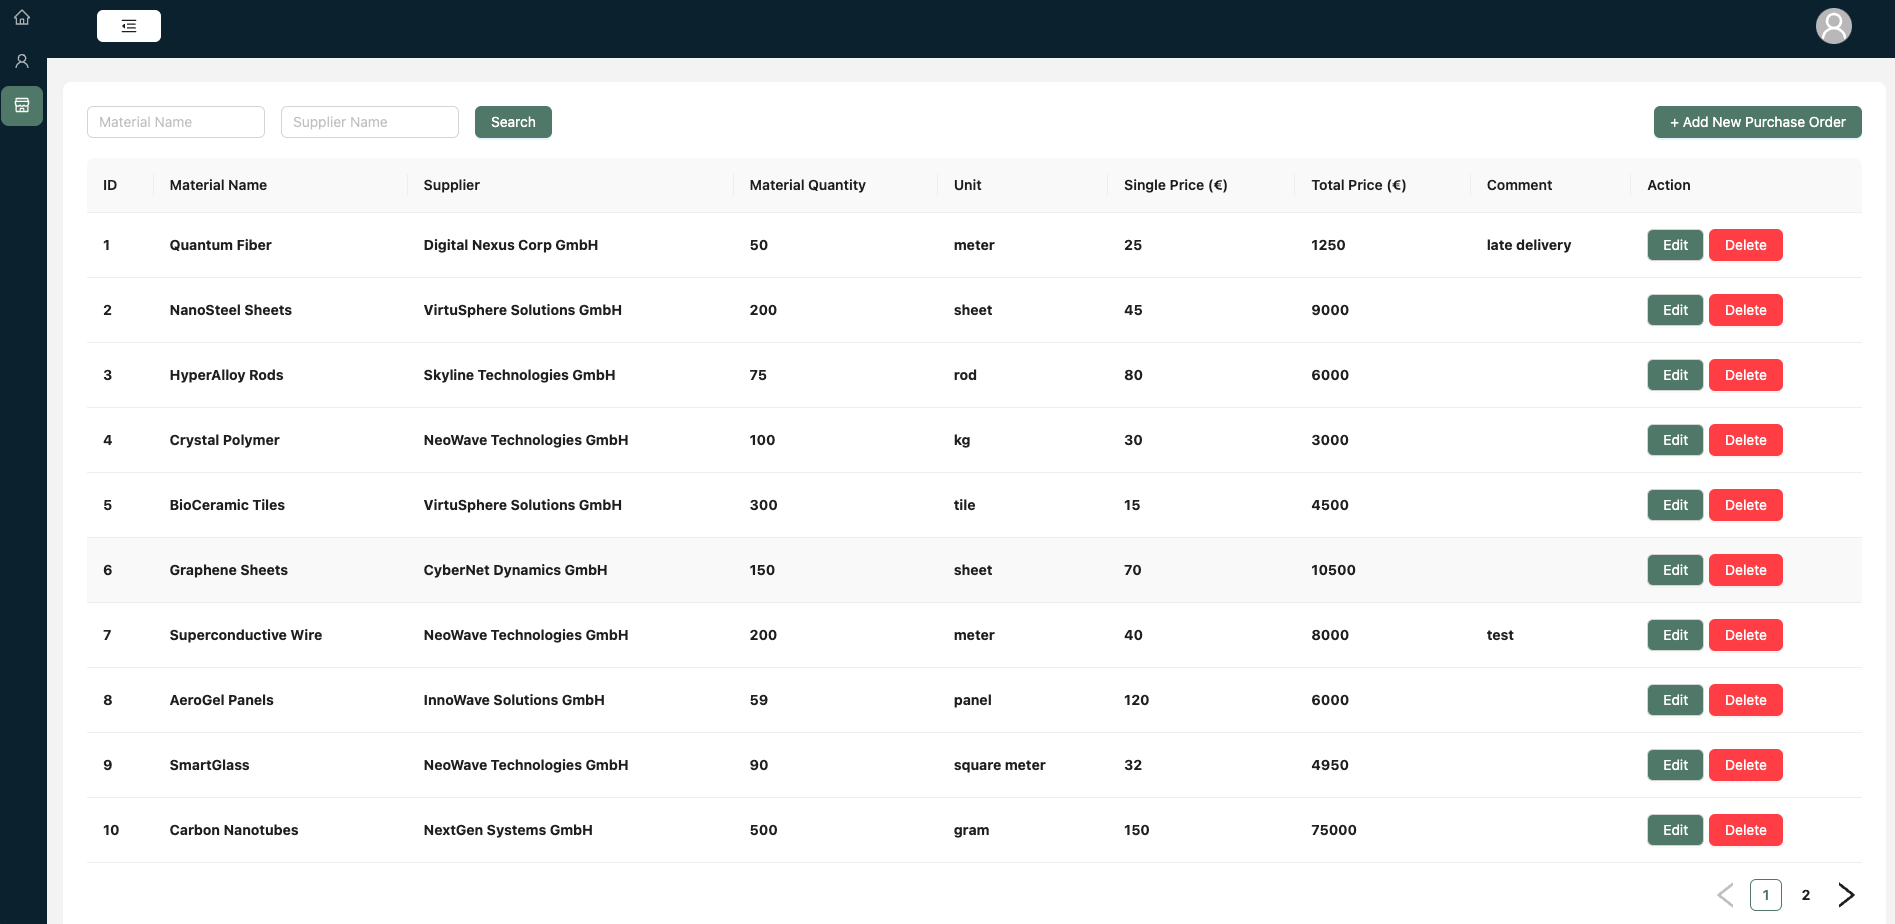 Material Name Supplier Name Search + Add New Purchase Order
ID Material Name Supplier Material Quantity Unit Single Price (€) Total Price (€) Comment Action
1 Quantum Fiber Digital Nexus Corp GmbH 50 meter 25 1250 late delivery Edit Delete
2 NanoSteel Sheets VirtuSphere Solutions GmbH 200 sheet 45 9000 Edit Delete
3 HyperAlloy Rods Skyline Technologies GmbH 75 rod 80 6000 Edit Delete
4 Crystal Polymer NeoWave Technologies GmbH 100 kg 30 3000 Edit Delete
5 BioCeramic Tiles VirtuSphere Solutions GmbH 300 tile 15 4500 Edit Delete
6 Graphene Sheets CyberNet Dynamics GmbH 150 sheet 70 10500 Edit Delete
7 Superconductive Wire NeoWave Technologies GmbH 200 meter 40 8000 test Edit Delete
8 AeroGel Panels InnoWave Solutions GmbH 59 panel 120 6000 Edit Delete
9 SmartGlass NeoWave Technologies GmbH 90 square meter 32 4950 Edit Delete
10 Carbon Nanotubes NextGen Systems GmbH 500 gram 150 75000 Edit Delete
1 2